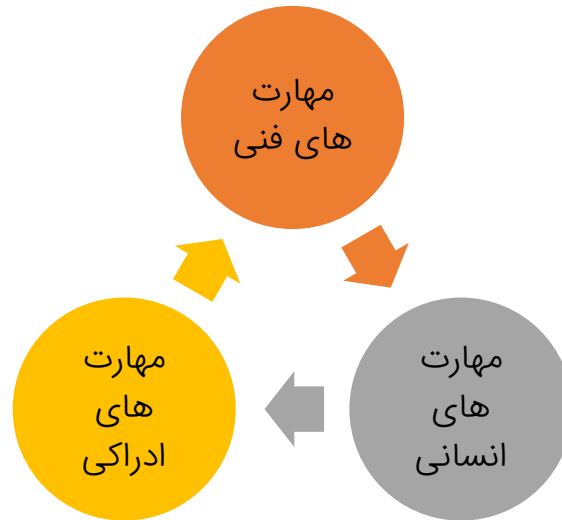 مهارت
های فنی
مهارت
های
انسانی
مهارت
های
ادراکی